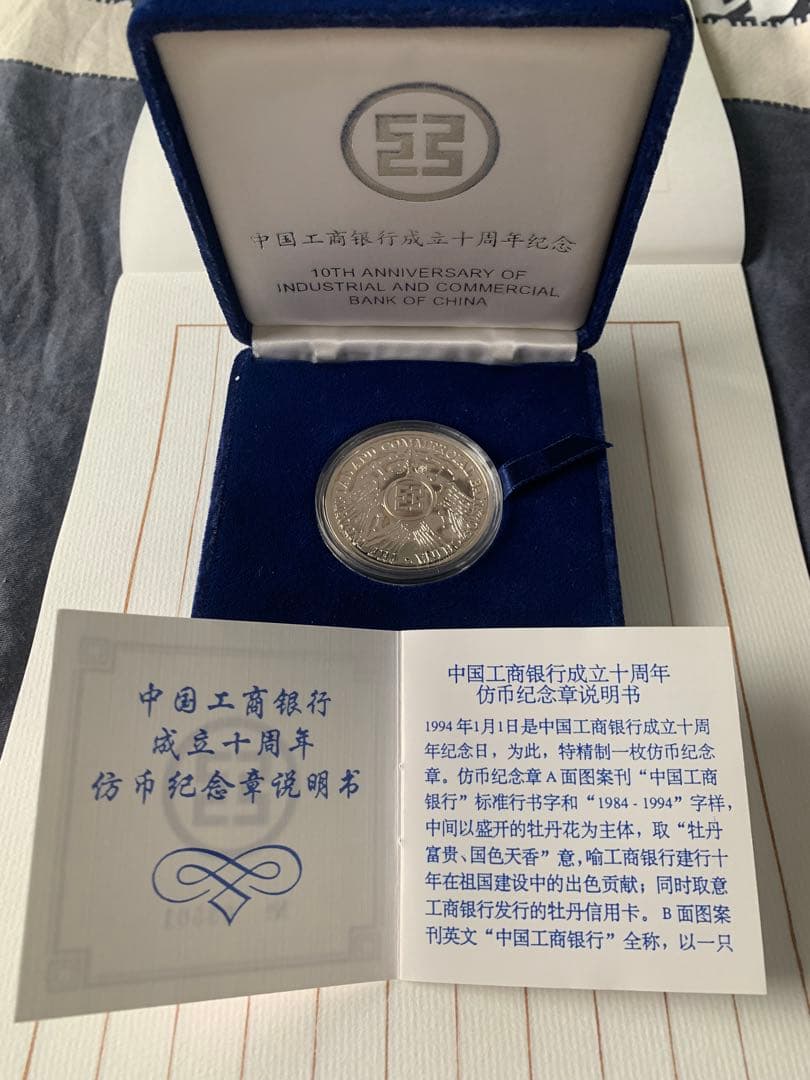 中国工商银行成立十周年纪念
10TH ANNIVERSARY OF
INDUSTRIAL AND COMMERCIAL
BANK OF CHINA
THE INDUSTRIAL AND COMMERCIAL BANK OF CHINA
中国工商银行
成立十周年
仿币纪念章说明书
中国工商银行成立十周年
仿币纪念章说明书
1994年1月1日是中国工商银行成立十周
年纪念日，为此，特精制一枚仿币纪念
章。仿币纪念章A面图案刊“中国工商
银行”标准行书字和“1984-1994”字样，
中间以盛开的牡丹花为主体，取“牡丹
富贵、国色天香”意，喻工商银行建行十
年在祖国建设中的出色贡献；同时取意
工商银行发行的牡丹信用卡。B面图案
刊英文“中国工商银行”全称，以一只